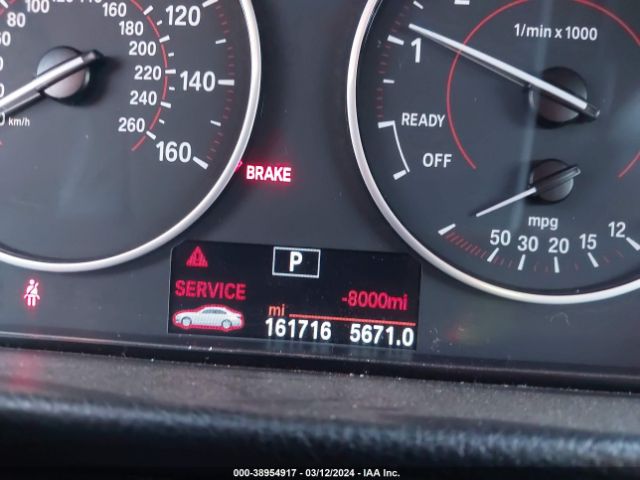 80
100
120
140
160
160
180
200
220
240
260
km/h
1/min x 1000
1
READY
OFF
BRAKE
mpg
50 30 20 15 12
P
SERVICE
-8000mi
mi
161716 5671.0
000-38954917 - 03/12/2024 - IAA Inc.